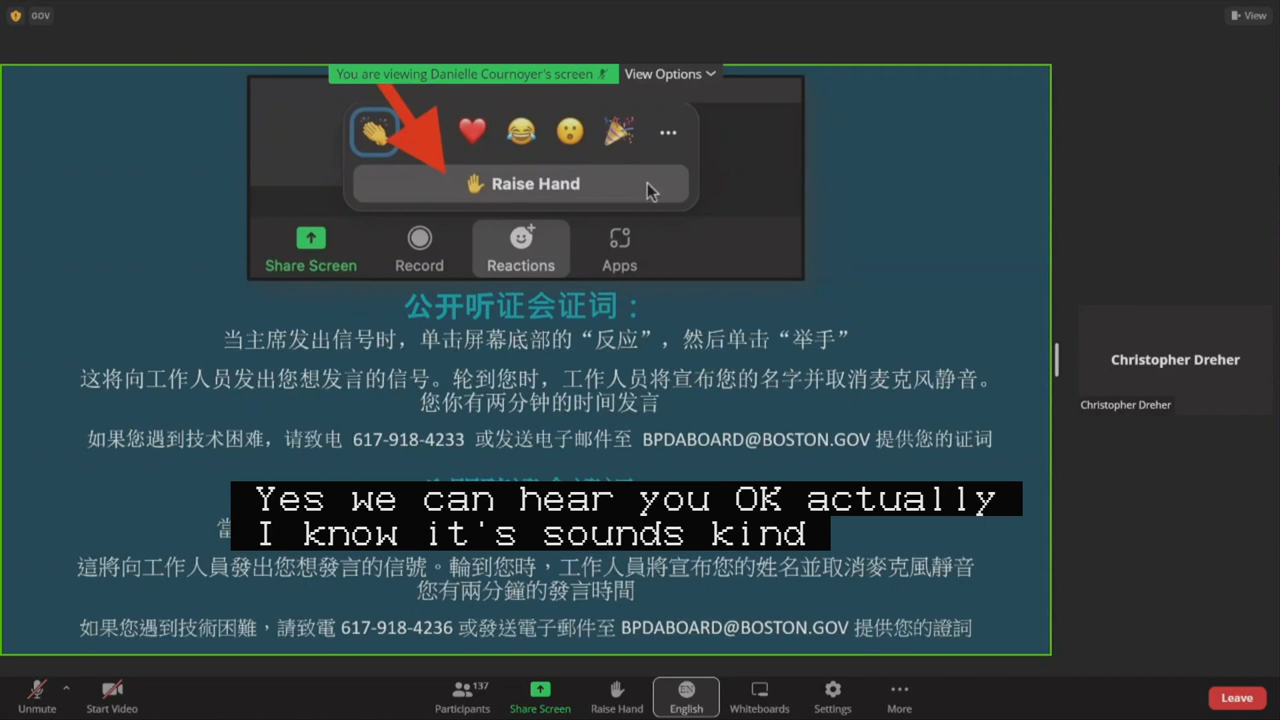 GOV
View
You are viewing Danielle Cournoyer's screen
View Options
Raise Hand
Share Screen
Record
Reactions
Apps
公开听证会证词：
当主席发出信号时，单击屏幕底部的“反应”，然后单击“举手”
这将向工作人员发出您想发言的信号。轮到您时，工作人员将宣布您的名字并取消麦克风静音。
您你有两分钟的时间发言
如果您遇到技术困难，请致电 617-918-4233 或发送电子邮件至 BPDABOARD@BOSTON.GOV 提供您的证词
Christopher Dreher
Christopher Dreher
Yes we can hear you OK actually
I know it's sounds kind
當
這將向工作人員發出您想發言的信號。輪到您時，工作人員將宣布您的姓名並取消麥克風靜音
您有兩分鐘的發言時間
如果您遇到技術困難，請致電 617-918-4236 或發送電子郵件至 BPDABOARD@BOSTON.GOV 提供您的證詞
Unmute
Start Video
137
Participants
Share Screen
Raise Hand
EN
English
Whiteboards
Settings
More
Leave